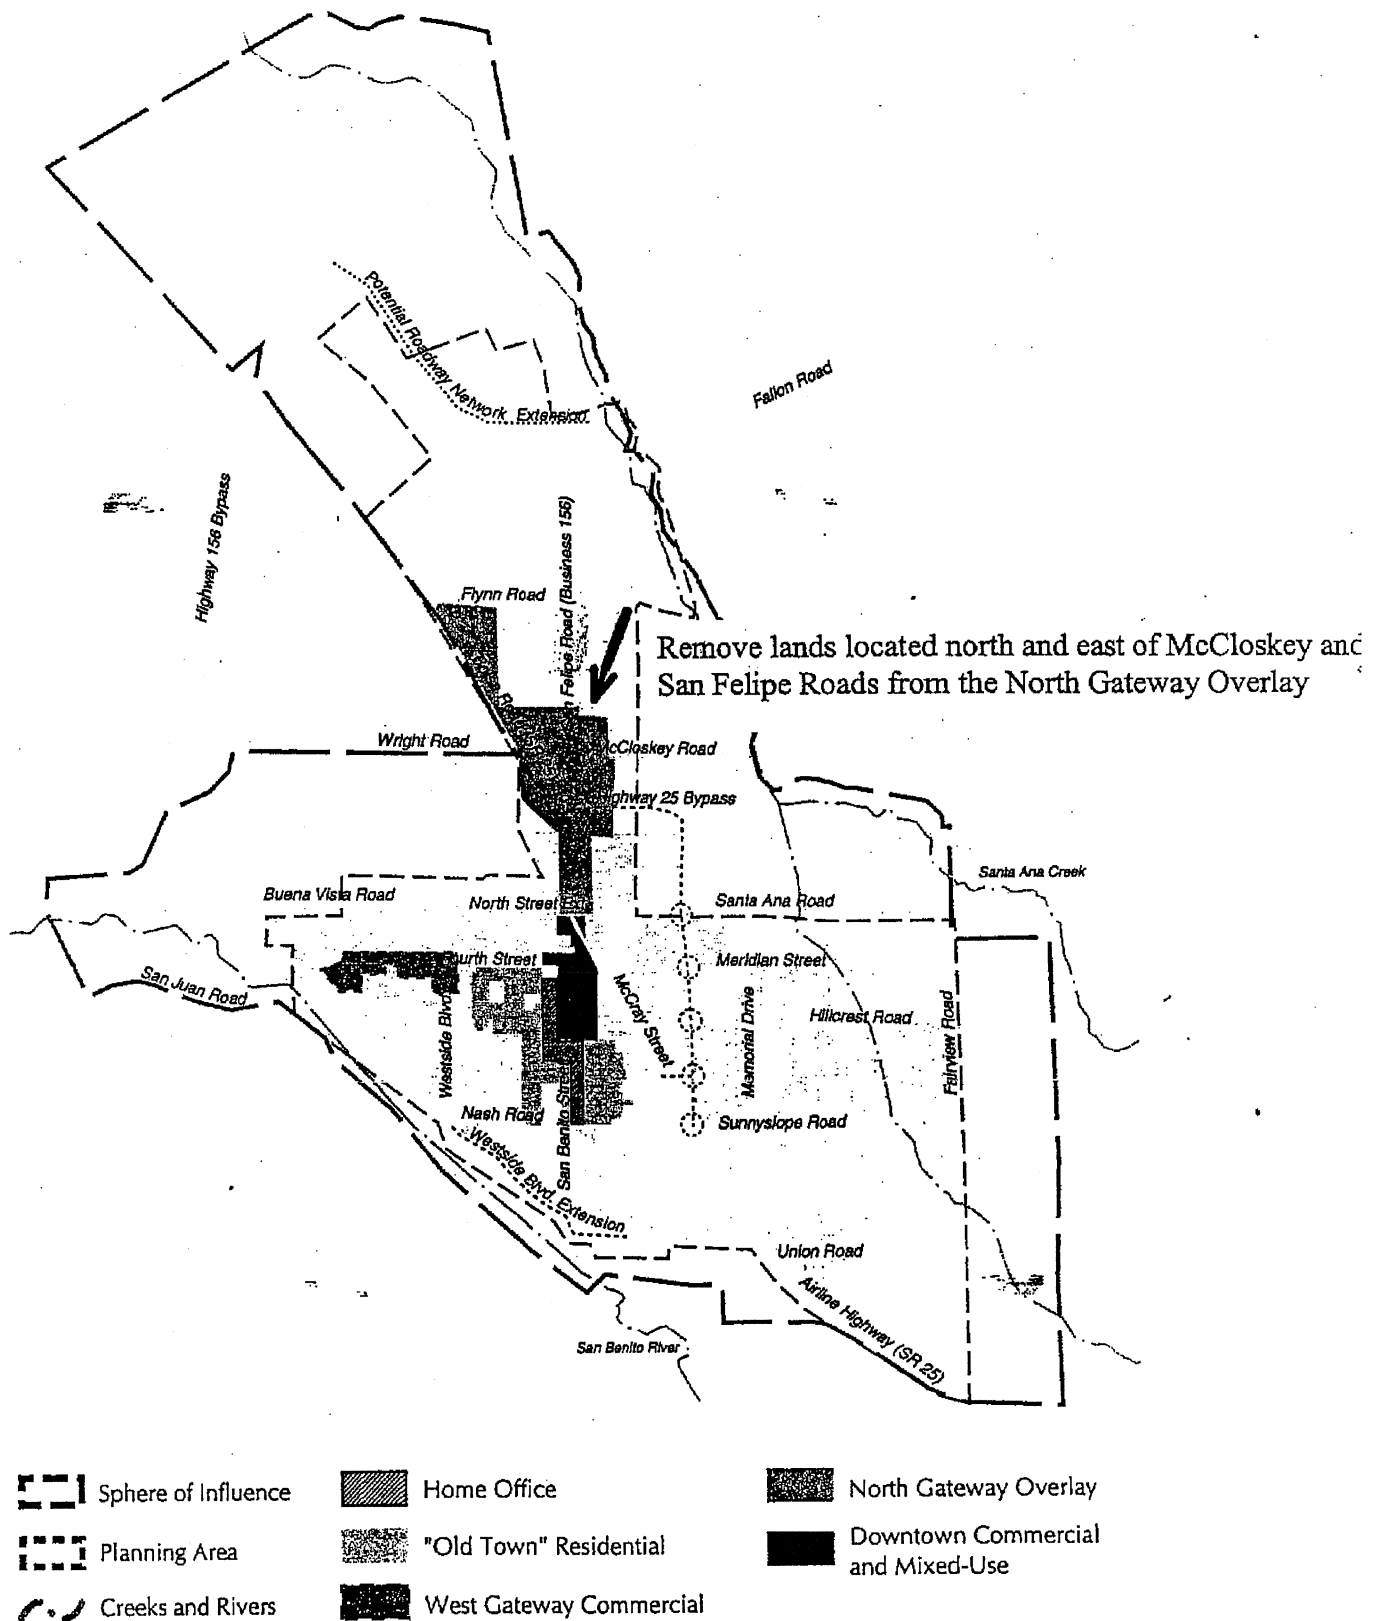 Potential Roadway Network Extension
Fallon Road
Highway 156 Bypass
Felipe Road (Business 156)
Flynn Road
Remove lands located north and east of McCloskey and
San Felipe Roads from the North Gateway Overlay
Wright Road
cCloskey Road
ghway 25 Bypass
Santa Ana Creek
Buena Vista Road
North Street
Santa Ana Road
ourth Street
Meridian Street
San Juan Road
McCray Street
Westside Blvd
Memorial Drive
Hillcrest Road
Fairview Road
Nash Road
San Benito Street
Sunnyslope Road
Westside Blvd. Extension
Union Road
Airline Highway (SR 25)
San Benito River
Sphere of Influence
Home Office
North Gateway Overlay
Planning Area
"Old Town" Residential
Downtown Commercial
and Mixed-Use
Creeks and Rivers
West Gateway Commercial